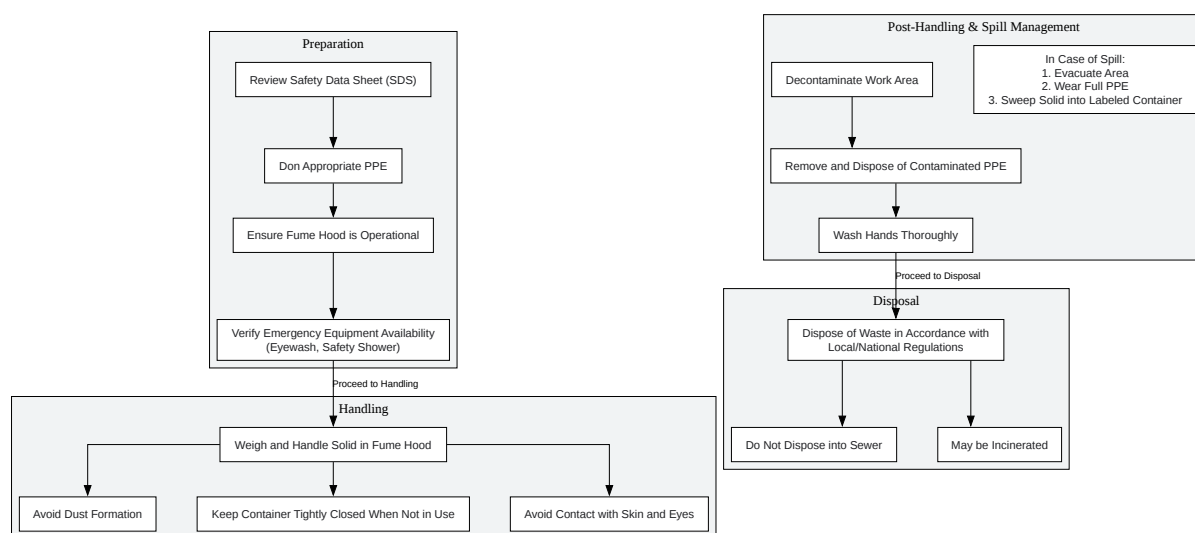 Preparation
Review Safety Data Sheet (SDS)
Don Appropriate PPE
Ensure Fume Hood is Operational
Verify Emergency Equipment Availability
(Eyewash, Safety Shower)
Proceed to Handling
Handling
Weigh and Handle Solid in Fume Hood
Avoid Dust Formation
Keep Container Tightly Closed When Not in Use
Avoid Contact with Skin and Eyes
Post-Handling & Spill Management
Decontaminate Work Area
In Case of Spill:
1. Evacuate Area
2. Wear Full PPE
3. Sweep Solid into Labeled Container
Remove and Dispose of Contaminated PPE
Wash Hands Thoroughly
Proceed to Disposal
Disposal
Dispose of Waste in Accordance with
Local/National Regulations
Do Not Dispose into Sewer
May be Incinerated